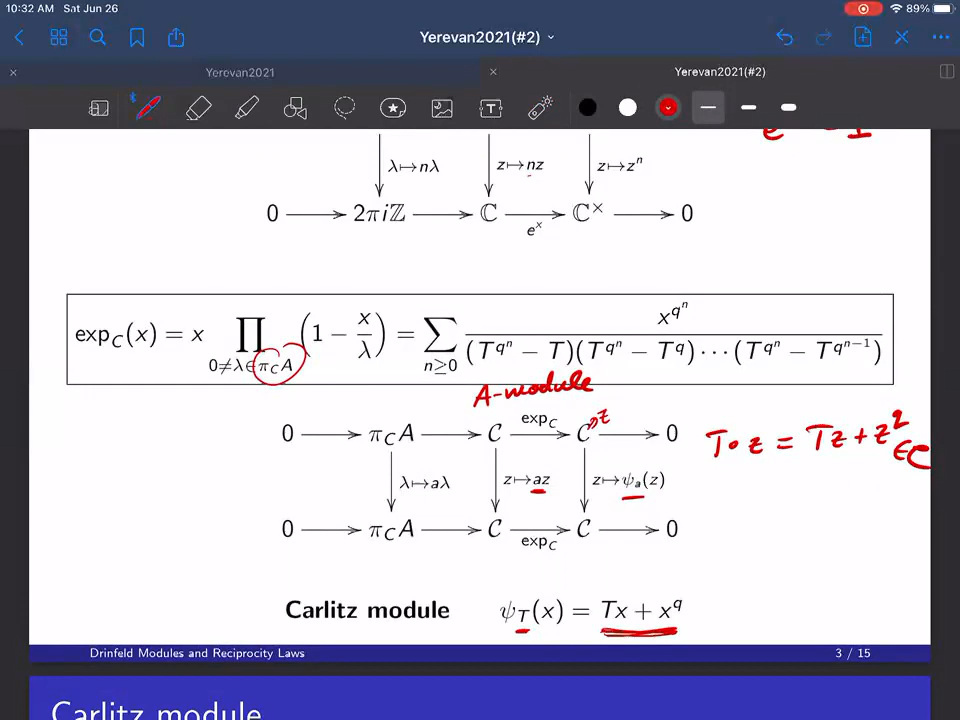 10:32 AM Sat Jun 26
89%
Yerevan2021(#2)
Yerevan2021
Yerevan2021(#2)
λ↦nλ
z↦nz
z↦zⁿ
0 → 2πiℤ → ℂ → ℂ^× → 0
e^x
exp_C(x) = x ∏_{0≠λ∈π_C A} (1 − x/λ) = ∑_{n≥0} x^{q^n} / (T^{q^n} − T)(T^{q^n} − T^q) ⋯ (T^{q^n} − T^{q^{n−1}})
A-module
0 → π_C A → 𝒞 → 𝒞 → 0
exp_C
z
T∘z = Tz + z^q ∈ C
λ↦aλ
z↦az
z↦ψ_a(z)
0 → π_C A → 𝒞 → 𝒞 → 0
exp_C
Carlitz module ψ_T(x) = Tx + x^q
Drinfeld Modules and Reciprocity Laws
3 / 15
Carlitz module